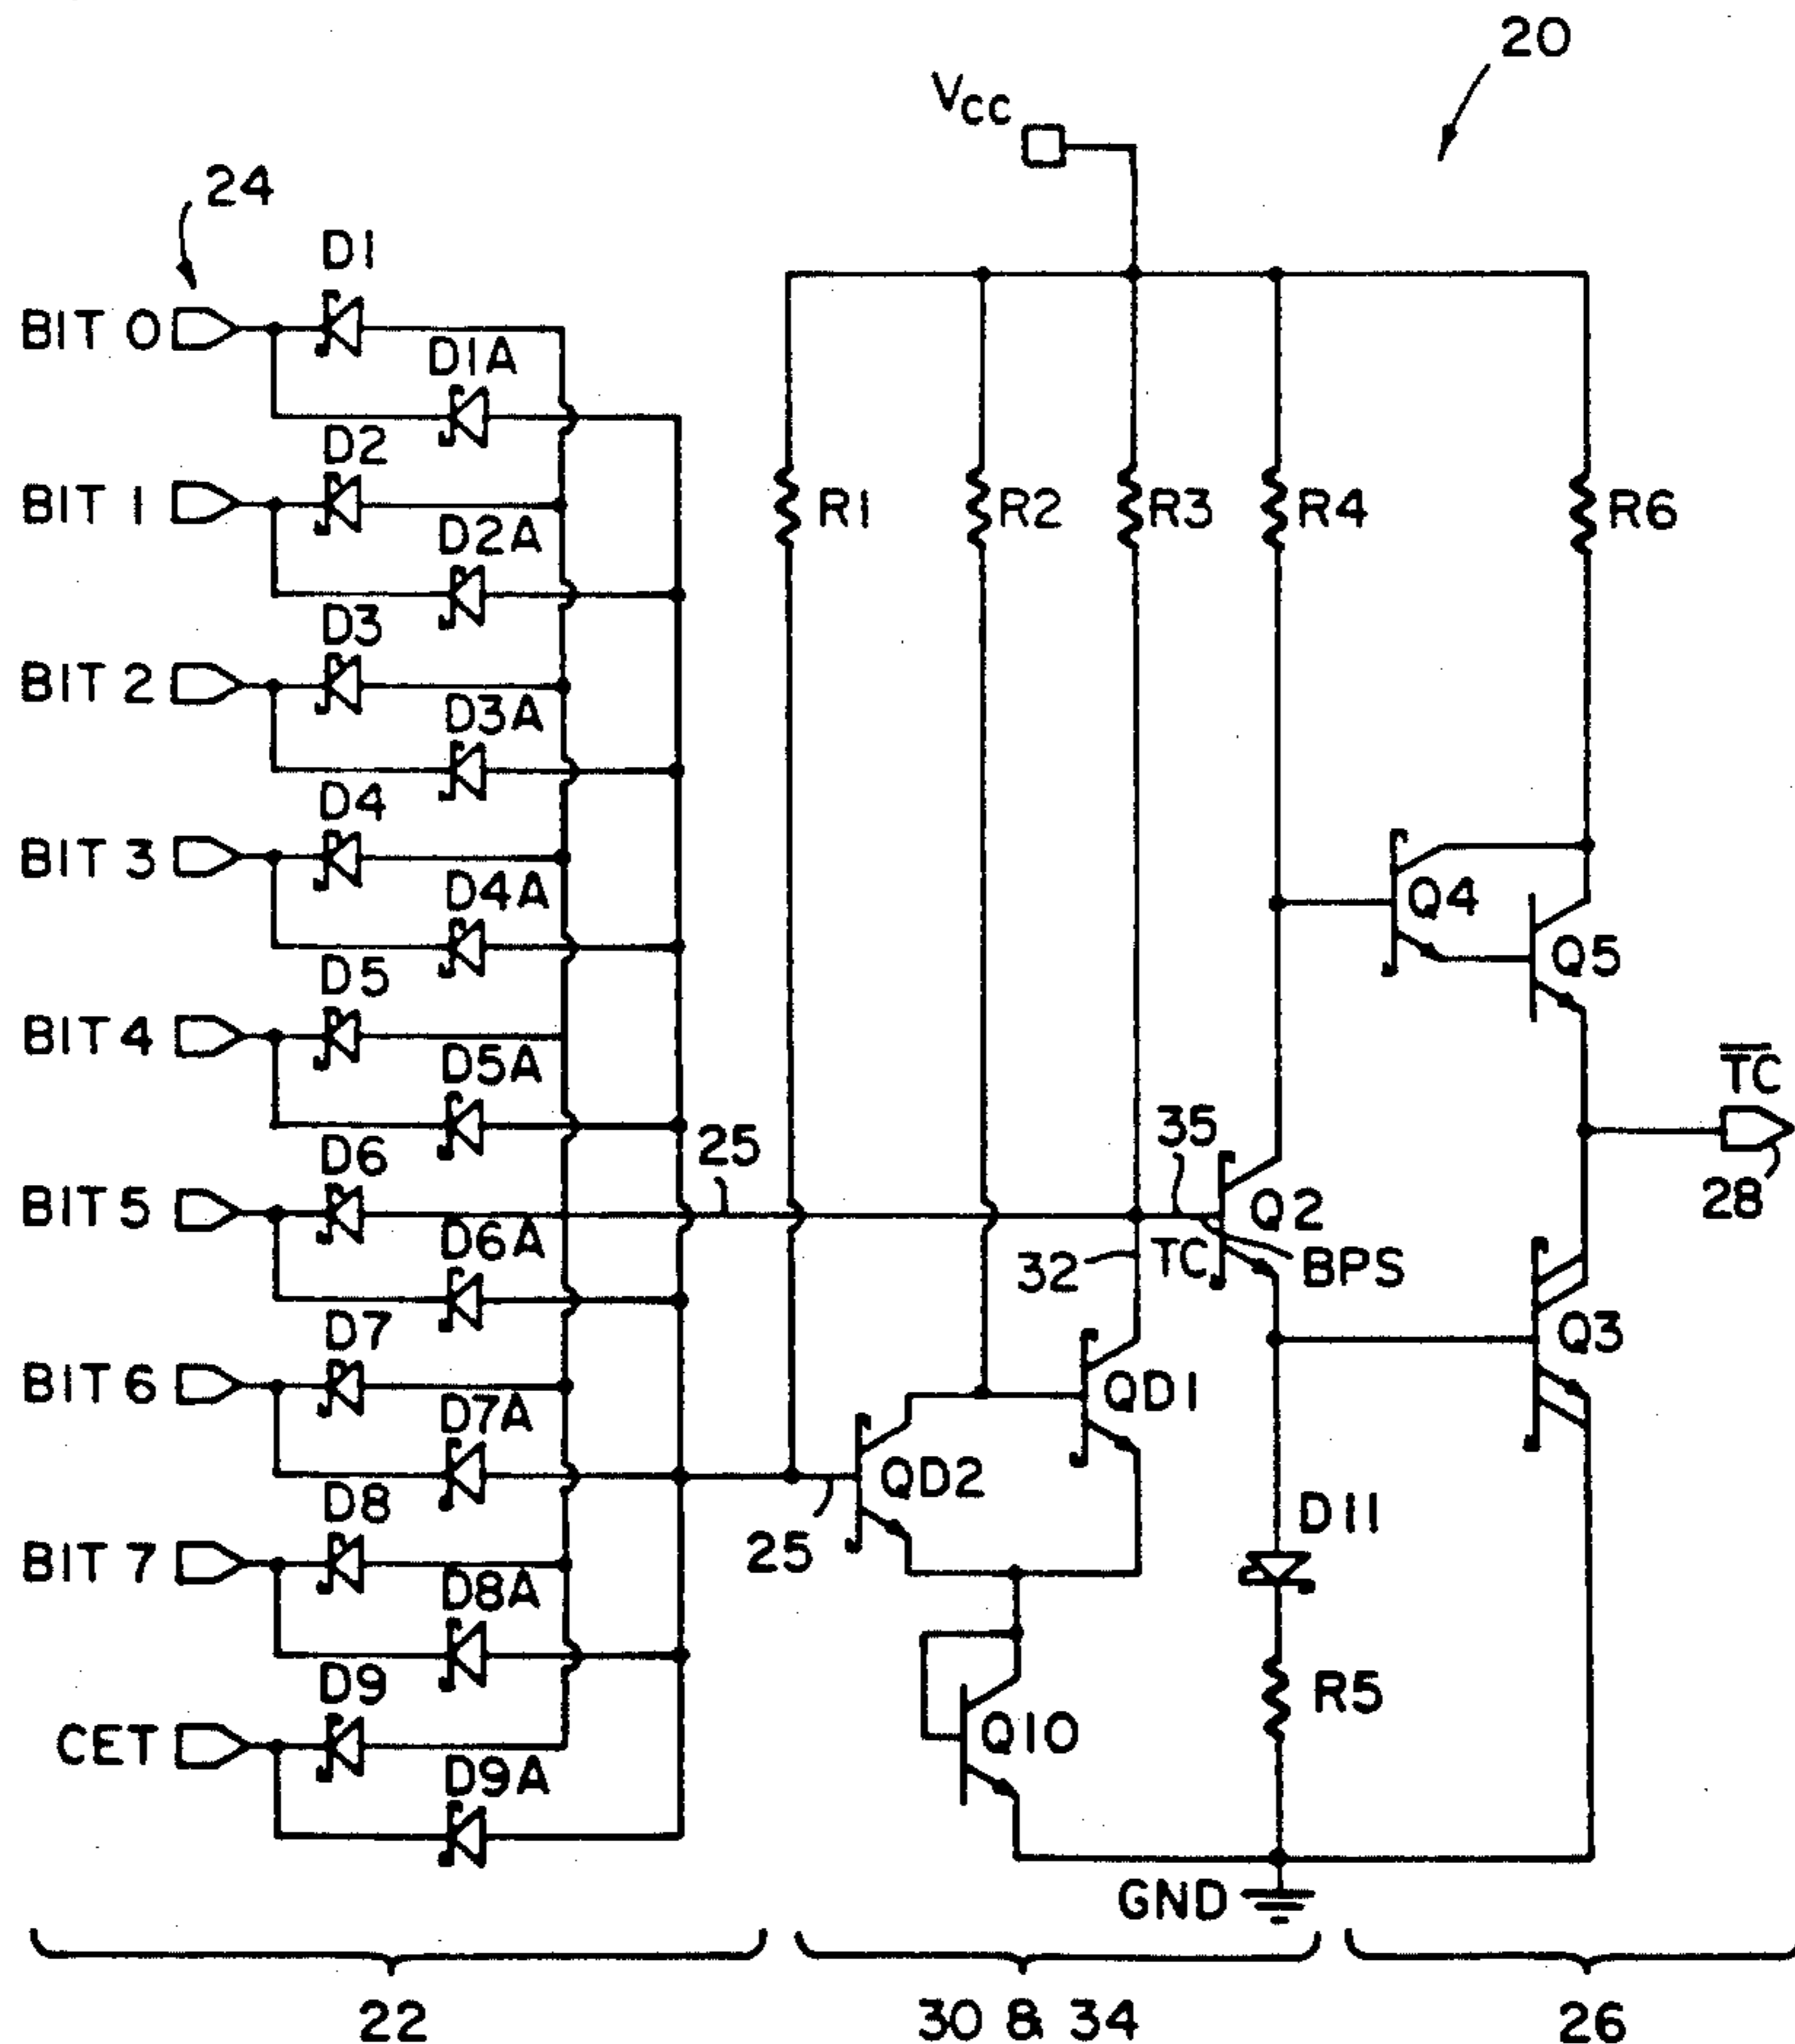 20
VCC
24
D1
BIT 0
D1A
D2
BIT 1
R1
R2
R3
R4
R6
D2A
D3
BIT 2
D3A
D4
BIT 3
D4A
Q4
Q5
D5
BIT 4
D5A
TC
25
35
D6
BIT 5
Q2
28
D6A
32
TC
BPS
D7
Q3
BIT 6
QD1
D7A
QD2
D8
D11
25
BIT 7
D8A
D9
R5
CET
Q10
D9A
GND
22
30 & 34
26